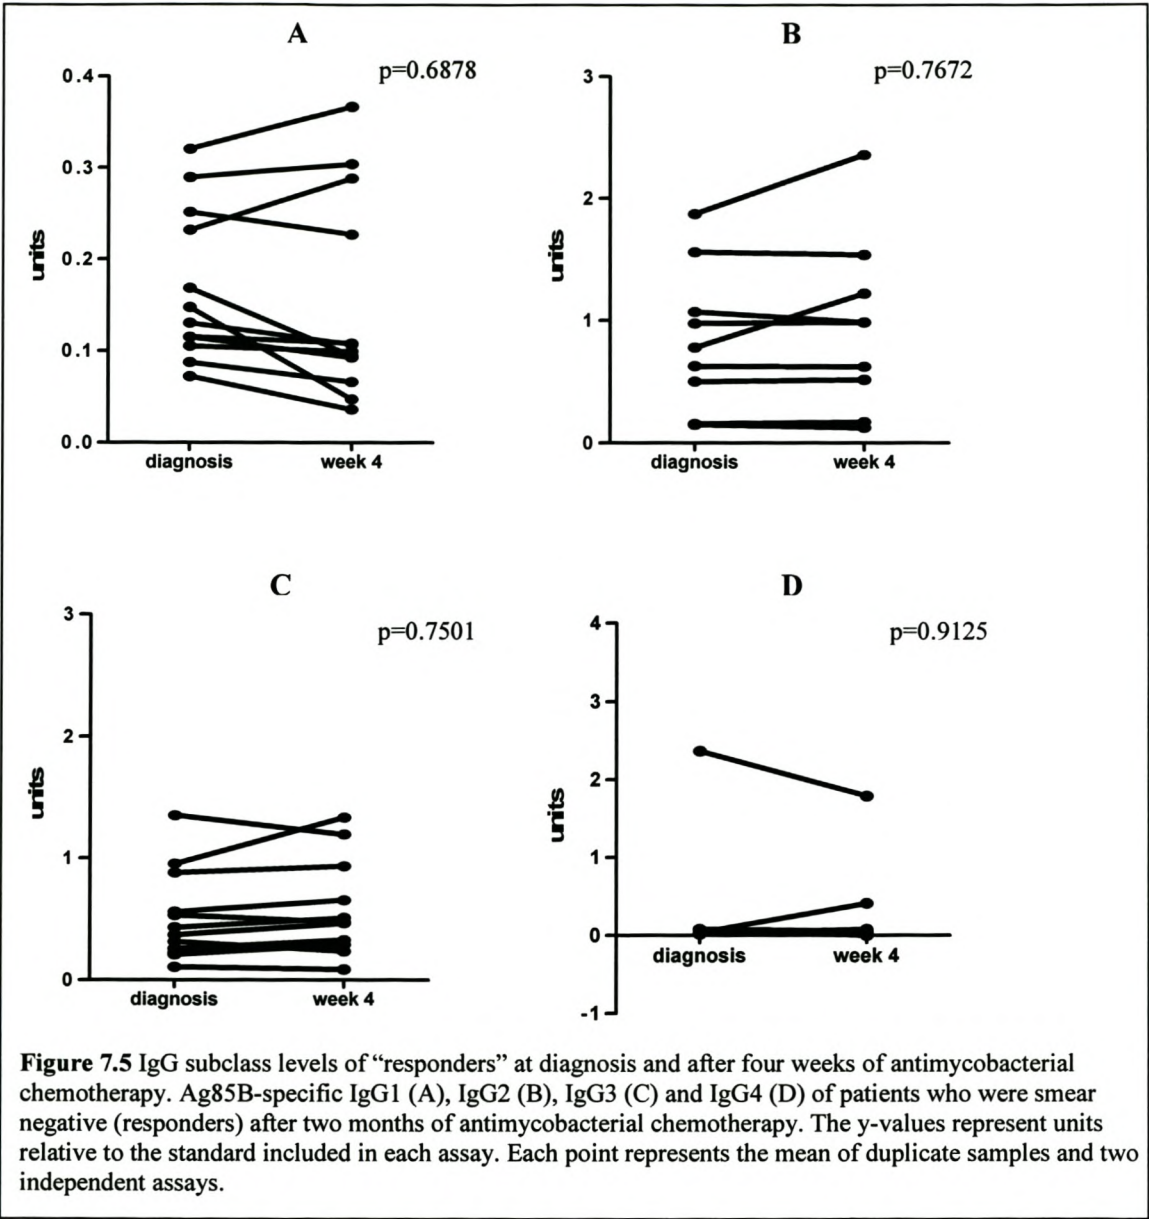 A
p=0.6878
0.4
0.3
0.2
0.1
0.0
units
diagnosis
week 4
B
p=0.7672
3
2
1
0
units
diagnosis
week 4
C
p=0.7501
3
2
1
0
units
diagnosis
week 4
D
p=0.9125
4
3
2
1
0
-1
units
diagnosis
week 4
Figure 7.5 IgG subclass levels of “responders” at diagnosis and after four weeks of antimycobacterial
chemotherapy. Ag85B-specific IgG1 (A), IgG2 (B), IgG3 (C) and IgG4 (D) of patients who were smear
negative (responders) after two months of antimycobacterial chemotherapy. The y-values represent units
relative to the standard included in each assay. Each point represents the mean of duplicate samples and two
independent assays.